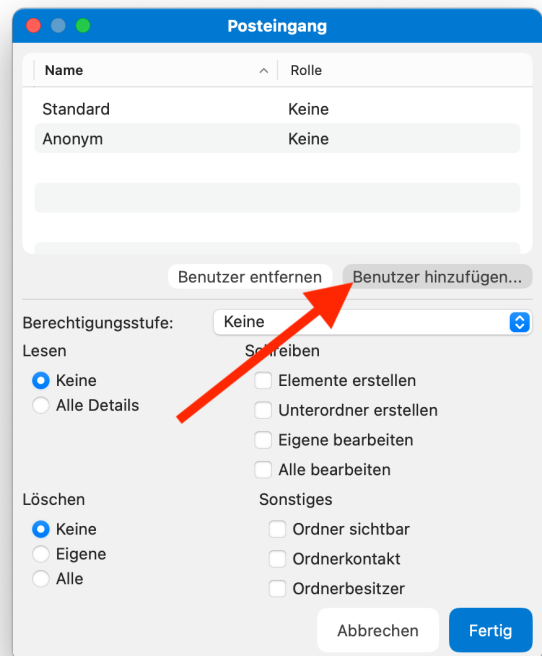 Posteingang
Name Rolle
Standard Keine
Anonym Keine
Benutzer entfernen Benutzer hinzufügen...
Berechtigungsstufe: Keine
Lesen Schreiben
Keine Elemente erstellen
Alle Details Unterordner erstellen
Eigene bearbeiten
Alle bearbeiten
Löschen Sonstiges
Keine Ordner sichtbar
Eigene Ordnerkontakt
Alle Ordnerbesitzer
Abbrechen Fertig